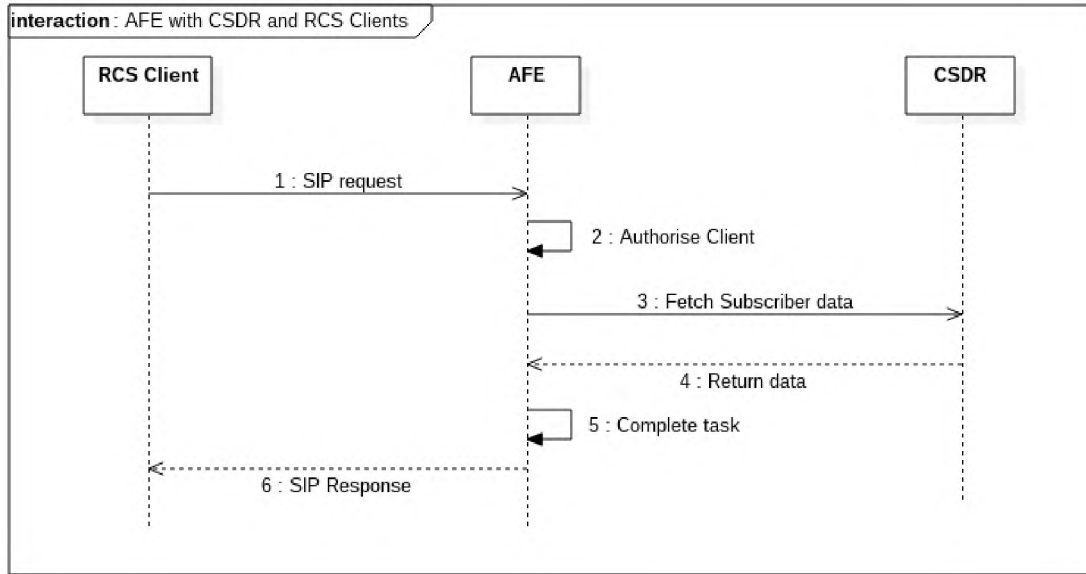 interaction : AFE with CSDR and RCS Clients
RCS Client
AFE
CSDR
1 : SIP request
2 : Authorise Client
3 : Fetch Subscriber data
4 : Return data
5 : Complete task
6 : SIP Response